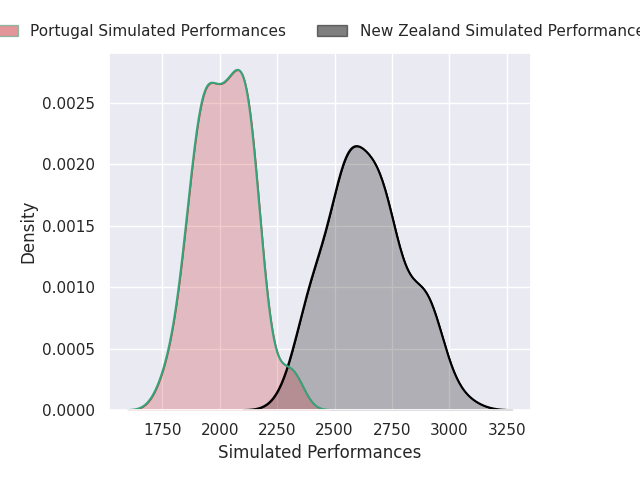 Portugal Simulated Performances
New Zealand Simulated Performance
0.0025
0.0020
0.0015
0.0010
0.0005
0.0000
Density
1750 2000 2250 2500 2750 3000 3250
Simulated Performances